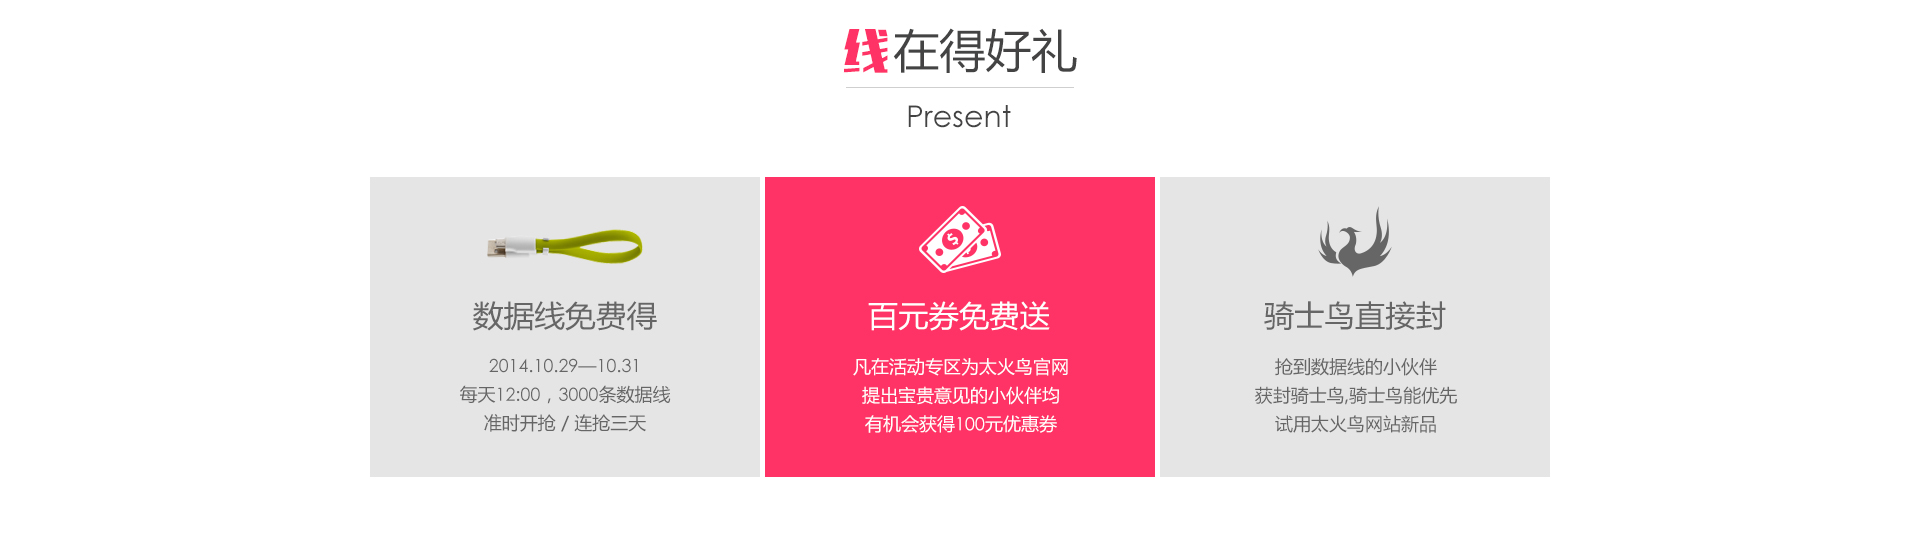 线在得好礼
Present
数据线免费得
2014.10.29—10.31
每天12:00，3000条数据线
准时开抢 / 连抢三天
百元券免费送
凡在活动专区为太火鸟官网
提出宝贵意见的小伙伴均
有机会获得100元优惠券
骑士鸟直接封
抢到数据线的小伙伴
获封骑士鸟,骑士鸟能优先
试用太火鸟网站新品